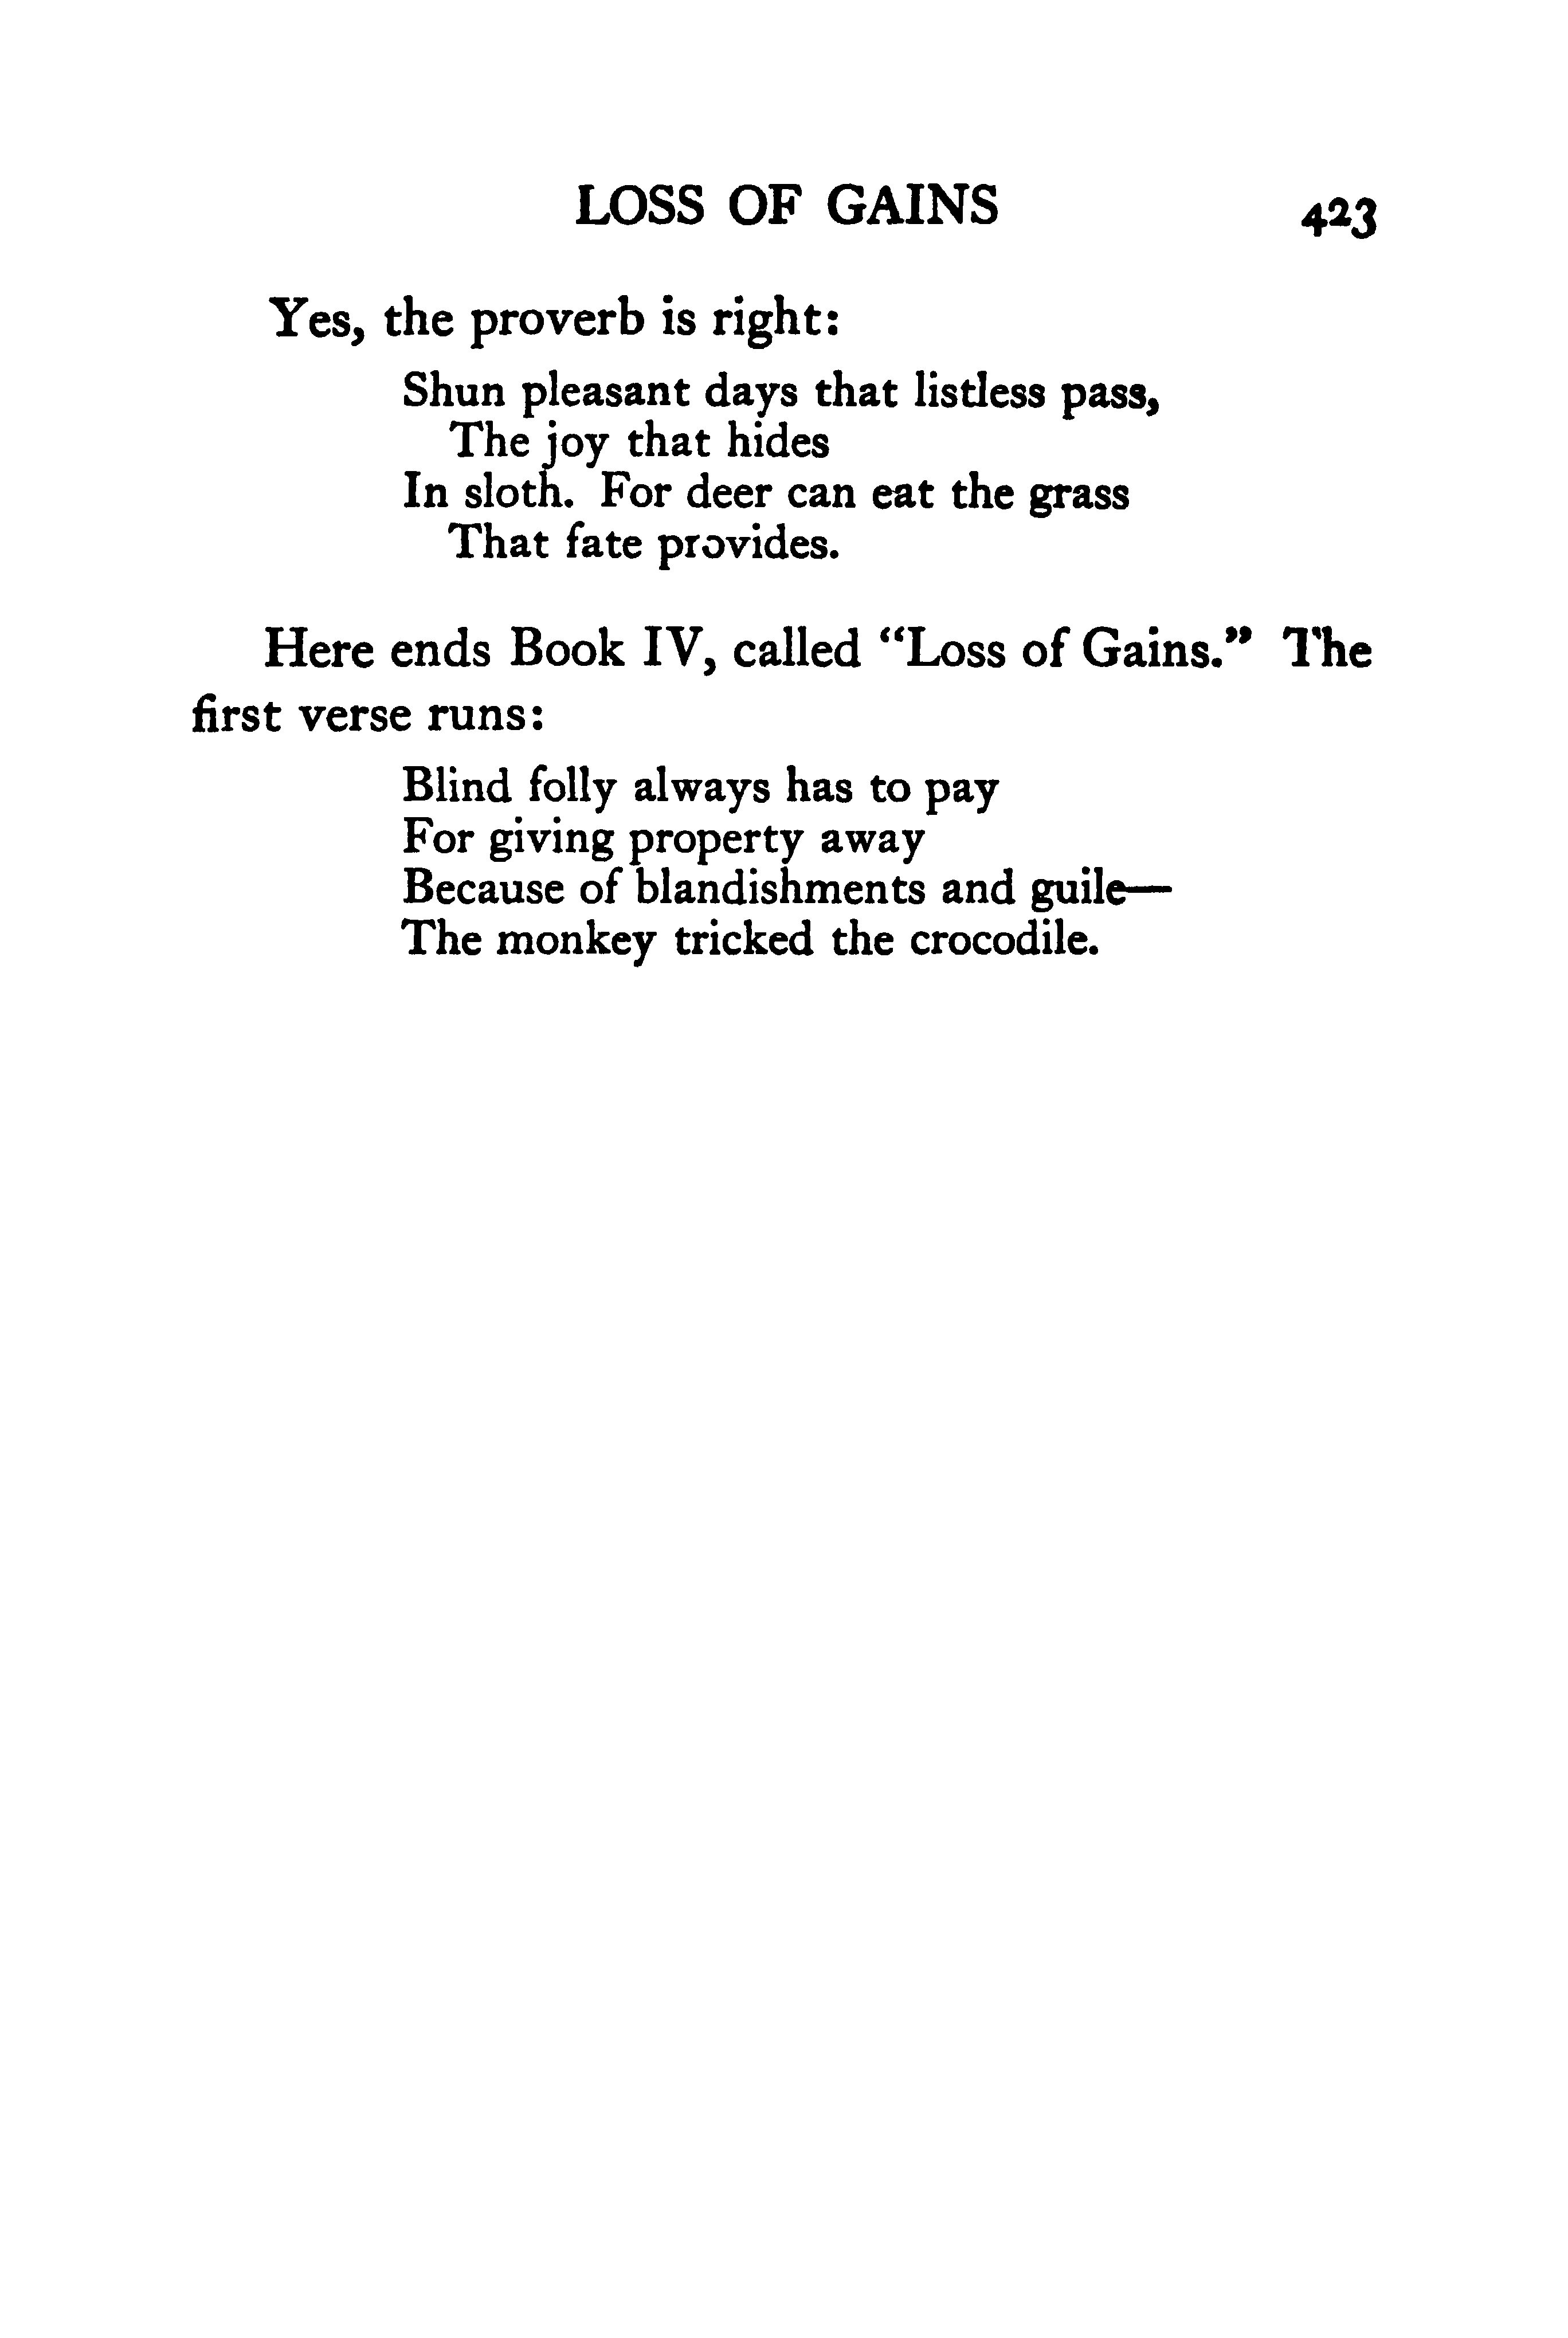 LOSS OF GAINS 423
Yes, the proverb is right:
Shun pleasant days that listless pass,
The joy that hides
In sloth. For deer can eat the grass
That fate provides.
Here ends Book IV, called “Loss of Gains.” The
first verse runs:
Blind folly always has to pay
For giving property away
Because of blandishments and guile—
The monkey tricked the crocodile.